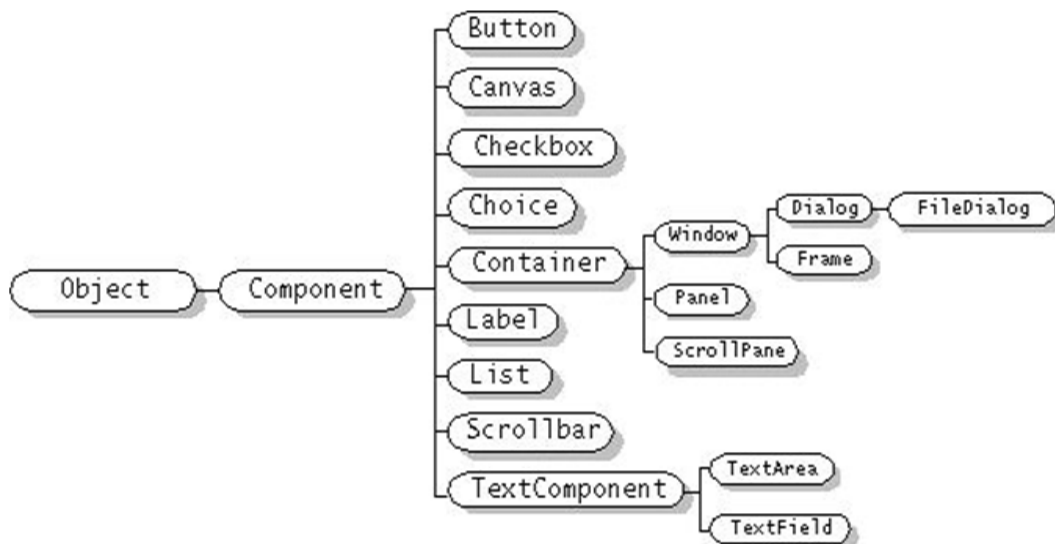 Button
Canvas
Checkbox
Choice
Dialog
FileDialog
Window
Container
Frame
Object
Component
Panel
Label
ScrollPane
List
Scrollbar
TextArea
TextComponent
TextField